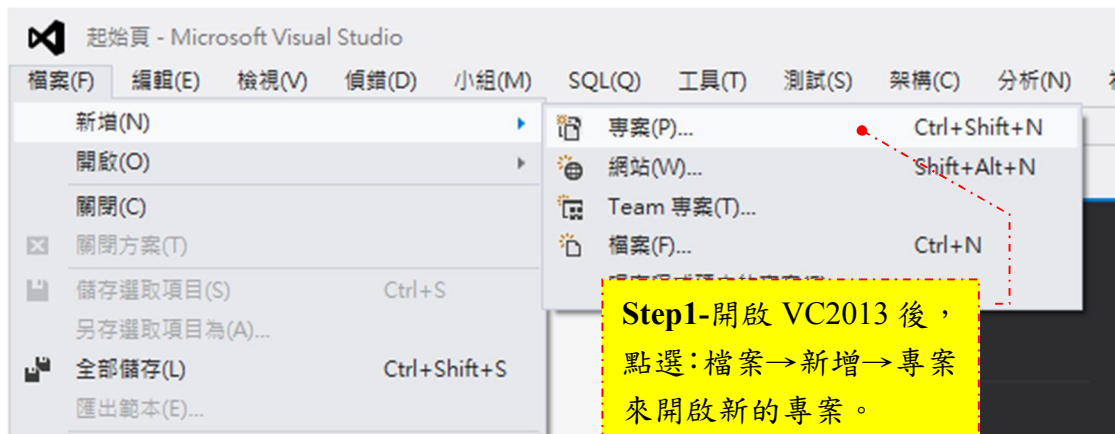 起始頁 - Microsoft Visual Studio
檔案(F) 編輯(E) 檢視(V) 偵錯(D) 小組(M) SQL(Q) 工具(T) 測試(S) 架構(C) 分析(N)
新增(N)
開啟(O)
關閉(C)
關閉方案(T)
儲存選取項目(S) Ctrl+S
另存選取項目為(A)...
全部儲存(L) Ctrl+Shift+S
匯出範本(E)...
專案(P)... Ctrl+Shift+N
網站(W)... Shift+Alt+N
Team 專案(T)...
檔案(F)... Ctrl+N
Step1-開啟 VC2013 後，
點選：檔案→新增→專案
來開啟新的專案。